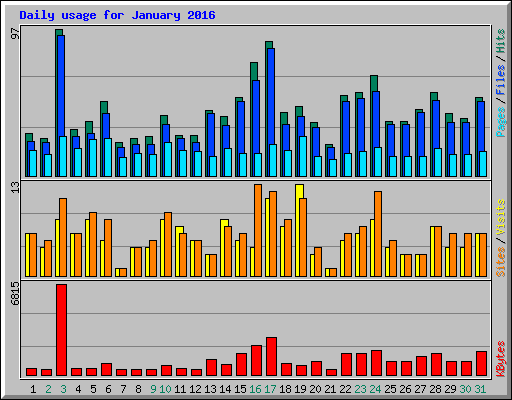 Daily usage for January 2016
97
Pages / Files / Hits
13
Sites / Visits
6815
KBytes
1 2 3 4 5 6 7 8 9 10 11 12 13 14 15 16 17 18 19 20 21 22 23 24 25 26 27 28 29 30 31